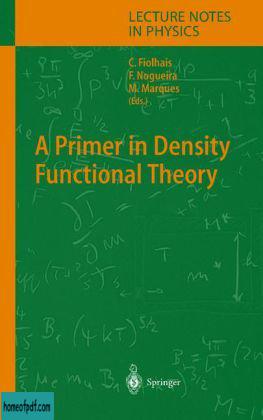 LECTURE NOTES
IN PHYSICS
C. Fiolhais
F. Nogueira
M. Marques
(Eds.)
A Primer in Density
Functional Theory
Springer
homeofpdf.com